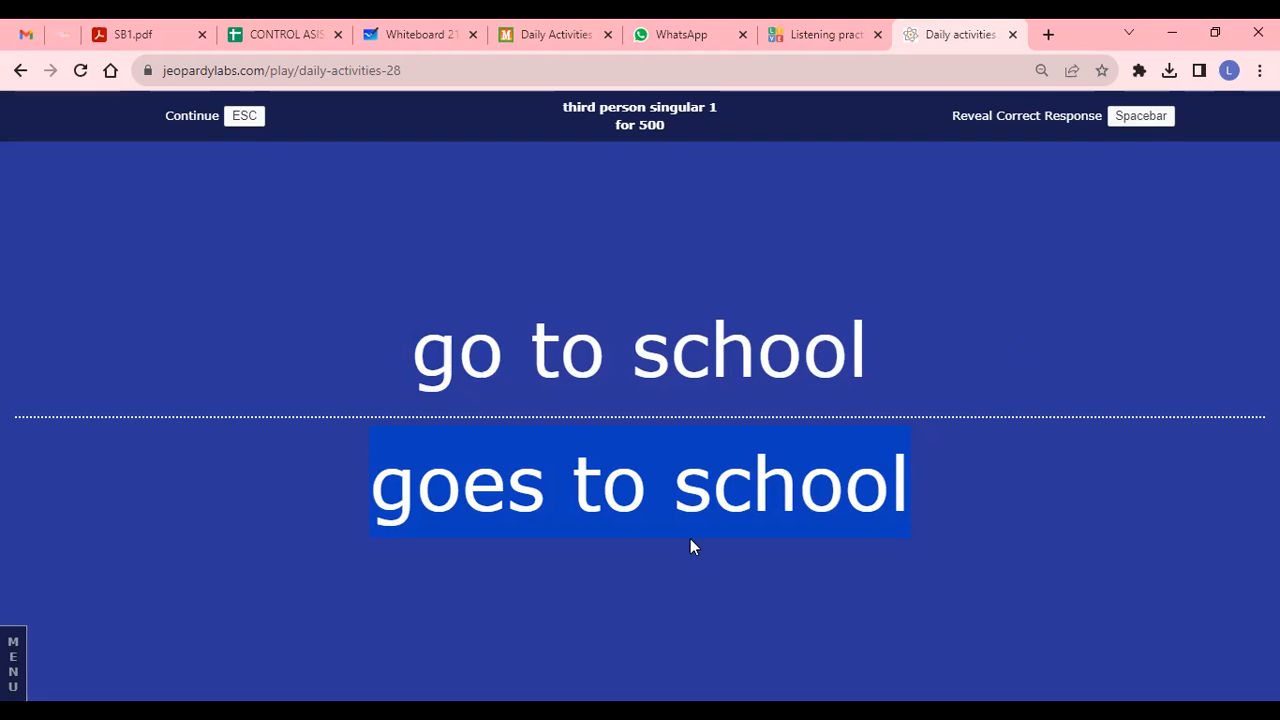 SB1.pdf
CONTROL ASIS
Whiteboard 21
Daily Activities
WhatsApp
Listening pract
Daily activities
jeopardylabs.com/play/daily-activities-28
L
Continue ESC
third person singular 1
for 500
Reveal Correct Response Spacebar
go to school
goes to school
MENU